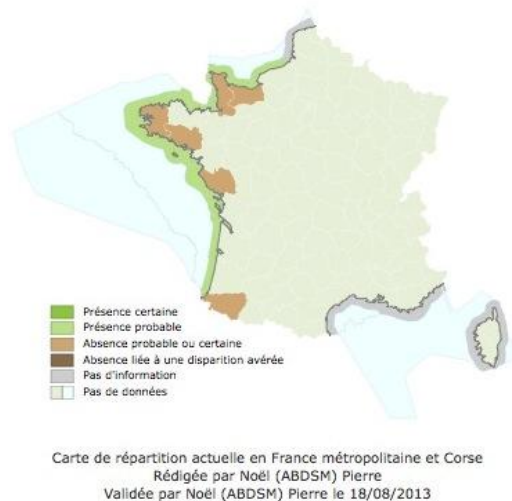 Présence certaine
Présence probable
Absence probable ou certaine
Absence liée à une disparition avérée
Pas d'information
Pas de données
Carte de répartition actuelle en France métropolitaine et Corse
Rédigée par Noël (ABDSM) Pierre
Validée par Noël (ABDSM) Pierre le 18/08/2013